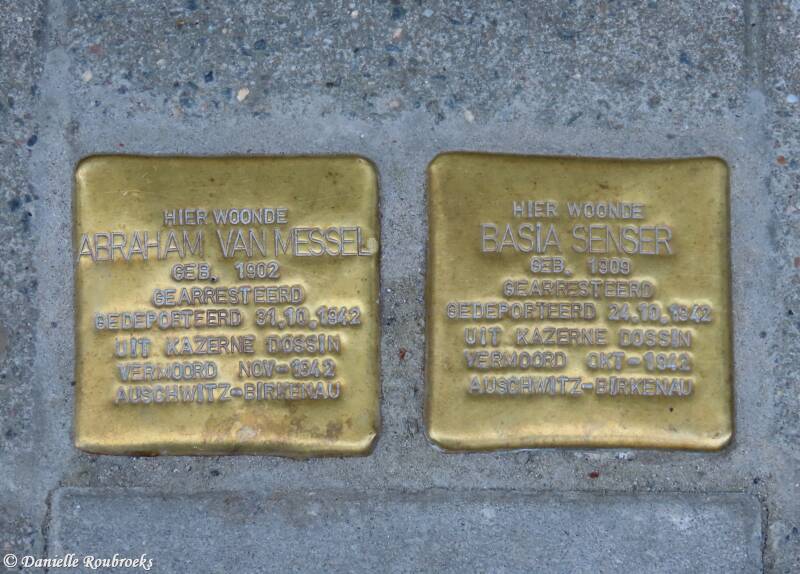 HIER WOONDE
ABRAHAM VAN MESSEL
GEB. 1902
GEARRESTEERD
GEDEPORTEERD 31.10.1942
UIT KAZERNE DOSSIN
VERMOORD NOV-1942
AUSCHWITZ-BIRKENAU
HIER WOONDE
BASIA SENSER
GEB. 1909
GEARRESTEERD
GEDEPORTEERD 24.10.1942
UIT KAZERNE DOSSIN
VERMOORD OKT-1942
AUSCHWITZ-BIRKENAU
© Danielle Roubroeks